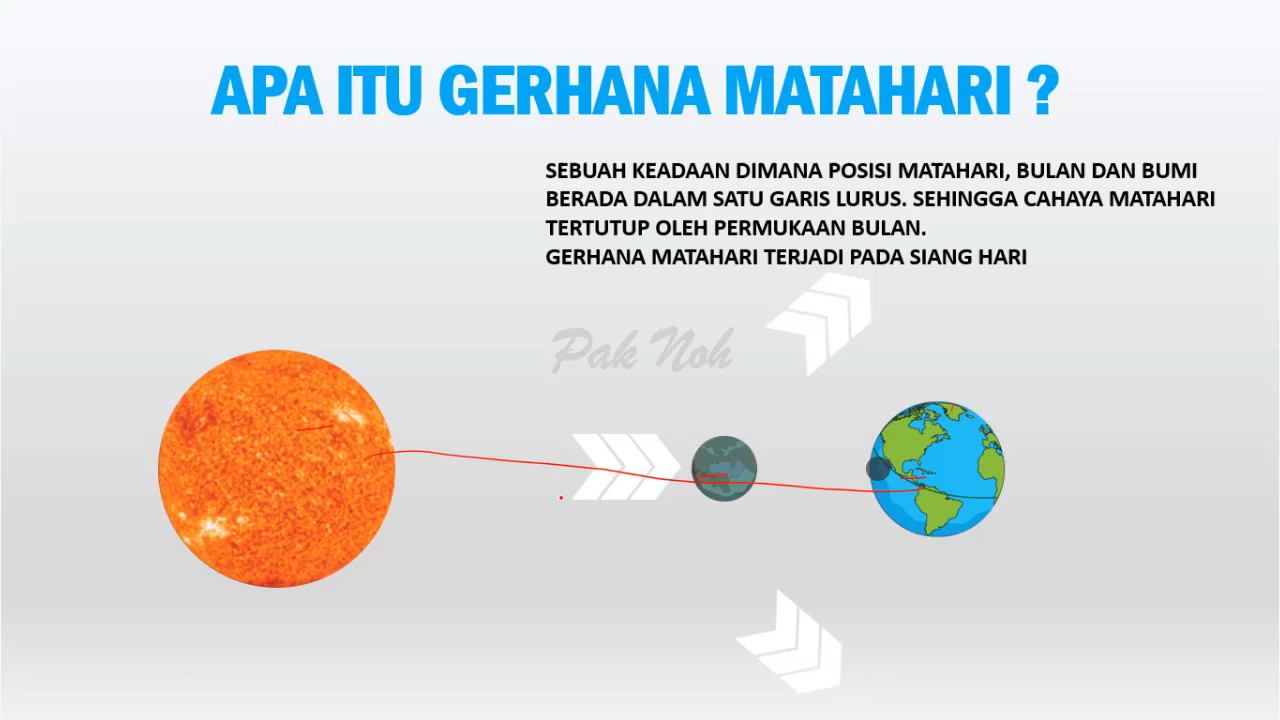 APA ITU GERHANA MATAHARI ?
SEBUAH KEADAAN DIMANA POSISI MATAHARI, BULAN DAN BUMI
BERADA DALAM SATU GARIS LURUS. SEHINGGA CAHAYA MATAHARI
TERTUTUP OLEH PERMUKAAN BULAN.
GERHANA MATAHARI TERJADI PADA SIANG HARI
Pak Noh